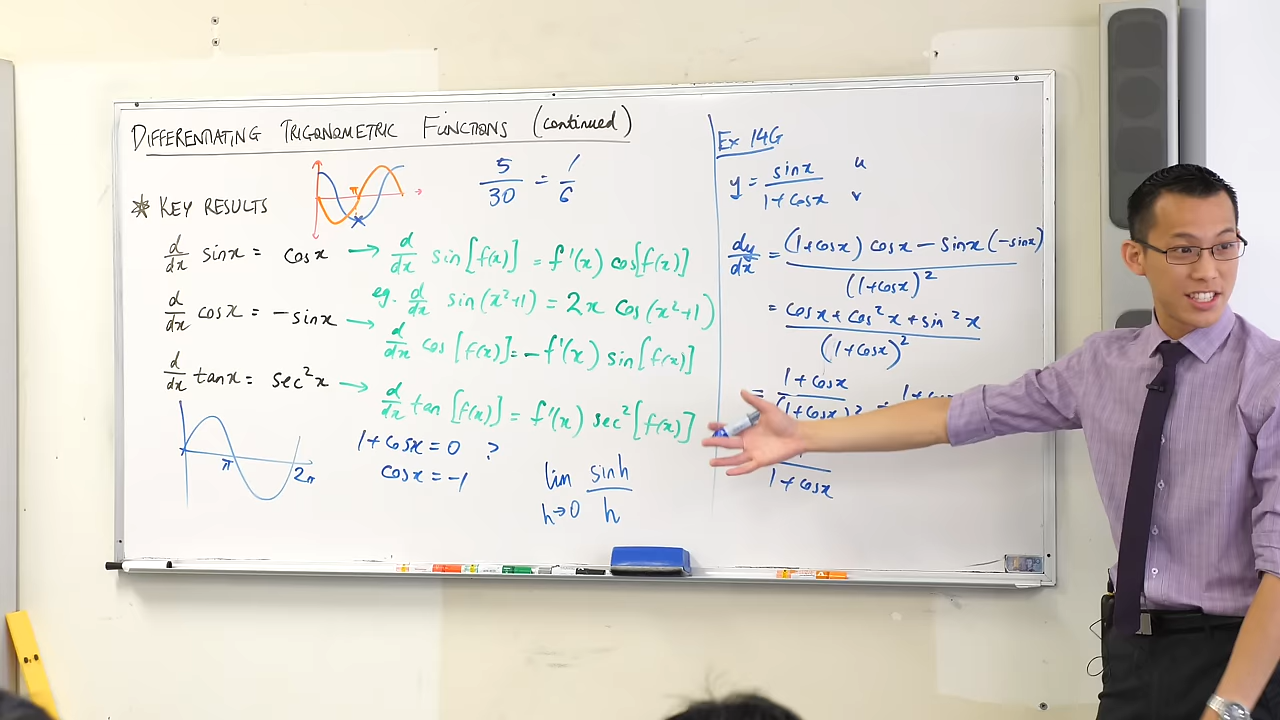 DIFFERENTIATING TRIGONOMETRIC FUNCTIONS (continued)
5/30 = 1/6
π
* KEY RESULTS
d/dx sinx = cosx → d/dx sin[f(x)] = f'(x) cos[f(x)]
eg. d/dx sin(x²+1) = 2x cos(x²+1)
d/dx cosx = -sinx → d/dx cos[f(x)] = -f'(x) sin[f(x)]
d/dx tanx = sec²x → d/dx tan[f(x)] = f'(x) sec²[f(x)]
π 2π
1+cosx = 0 ?
cosx = -1
lim h→0 sinh/h
Ex 14G
y = sinx/1+cosx u v
dy/dx = (1+cosx) cosx - sinx(-sinx)/(1+cosx)²
= cosx + cos²x + sin²x/(1+cosx)²
= 1+cosx/(1+cosx)²
1+cosx